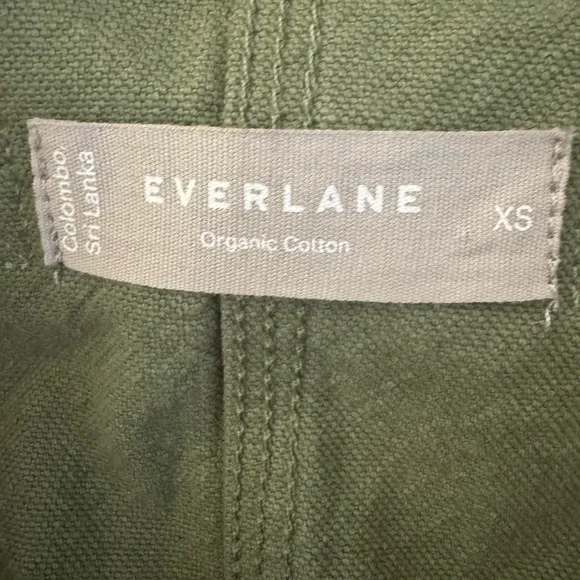 Colombo,
Sri Lanka
EVERLANE
Organic Cotton
XS